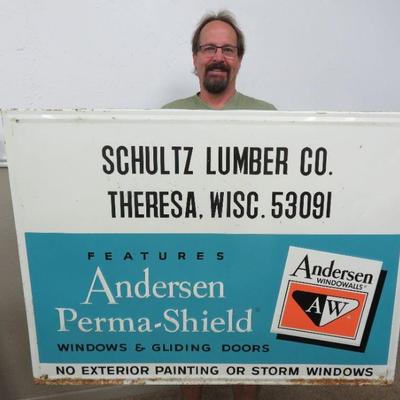 SCHULTZ LUMBER CO.
THERESA, WISC. 53091
FEATURES
Andersen
Perma-Shield®
WINDOWS & GLIDING DOORS
Andersen
WINDOWALLS
AW
NO EXTERIOR PAINTING OR STORM WINDOWS